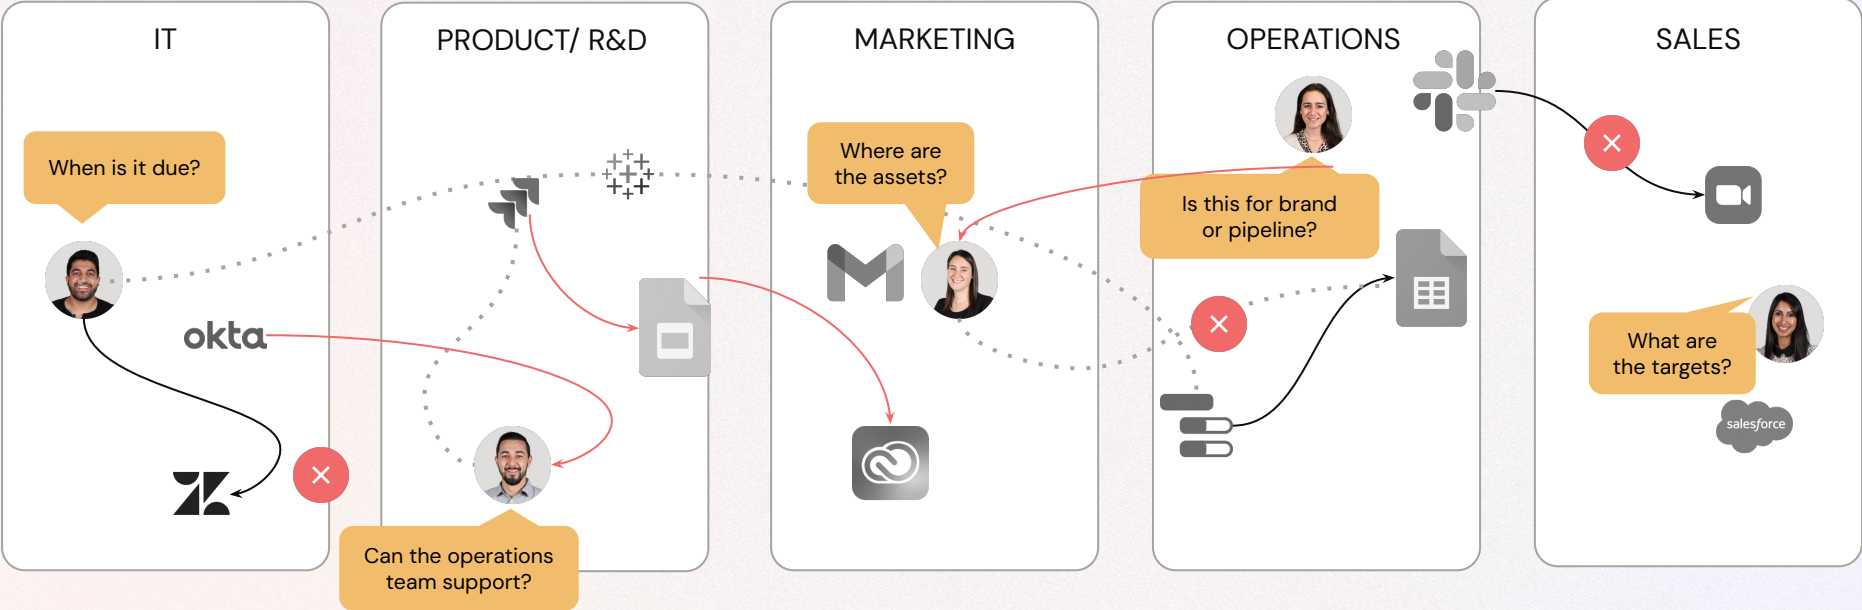 IT
PRODUCT/ R&D
MARKETING
OPERATIONS
SALES
When is it due?
Where are
the assets?
Is this for brand
or pipeline?
okta
What are
the targets?
salesforce
Can the operations
team support?